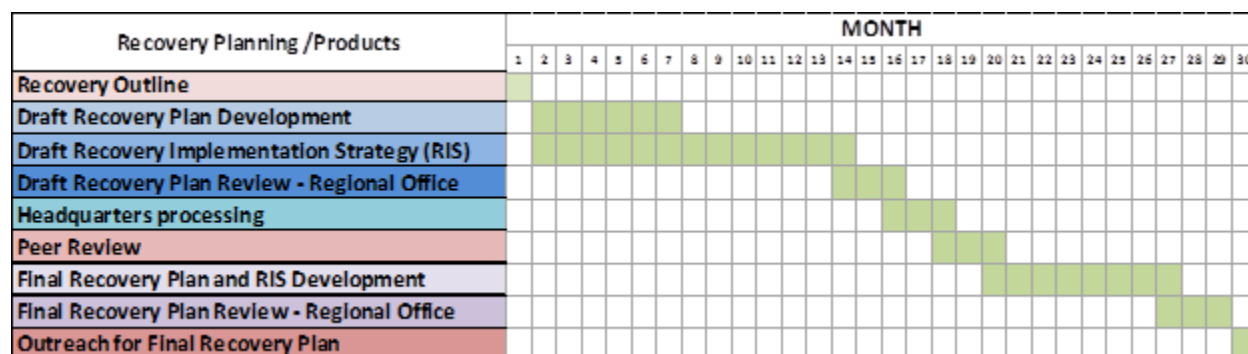 Recovery Planning /Products
MONTH
1 2 3 4 5 6 7 8 9 10 11 12 13 14 15 16 17 18 19 20 21 22 23 24 25 26 27 28 29 30
Recovery Outline
Draft Recovery Plan Development
Draft Recovery Implementation Strategy (RIS)
Draft Recovery Plan Review - Regional Office
Headquarters processing
Peer Review
Final Recovery Plan and RIS Development
Final Recovery Plan Review - Regional Office
Outreach for Final Recovery Plan